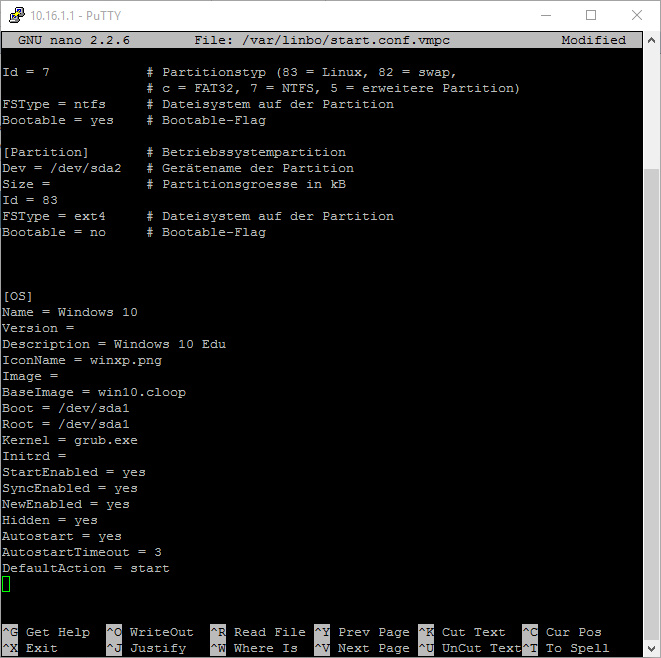 10.16.1.1 - PuTTY
GNU nano 2.2.6 File: /var/linbo/start.conf.vmpc Modified
Id = 7 # Partitionstyp (83 = Linux, 82 = swap,
# c = FAT32, 7 = NTFS, 5 = erweitere Partition)
FSType = ntfs # Dateisystem auf der Partition
Bootable = yes # Bootable-Flag
[Partition] # Betriebssystempartition
Dev = /dev/sda2 # Gerätename der Partition
Size = # Partitionsgroesse in kB
Id = 83
FSType = ext4 # Dateisystem auf der Partition
Bootable = no # Bootable-Flag
[OS]
Name = Windows 10
Version =
Description = Windows 10 Edu
IconName = winxp.png
Image =
BaseImage = win10.cloop
Boot = /dev/sda1
Root = /dev/sda1
Kernel = grub.exe
Initrd =
StartEnabled = yes
SyncEnabled = yes
NewEnabled = yes
Hidden = yes
Autostart = yes
AutostartTimeout = 3
DefaultAction = start
^G Get Help ^O WriteOut ^R Read File ^Y Prev Page ^K Cut Text ^C Cur Pos
^X Exit ^J Justify ^W Where Is ^V Next Page ^U UnCut Text^T To Spell